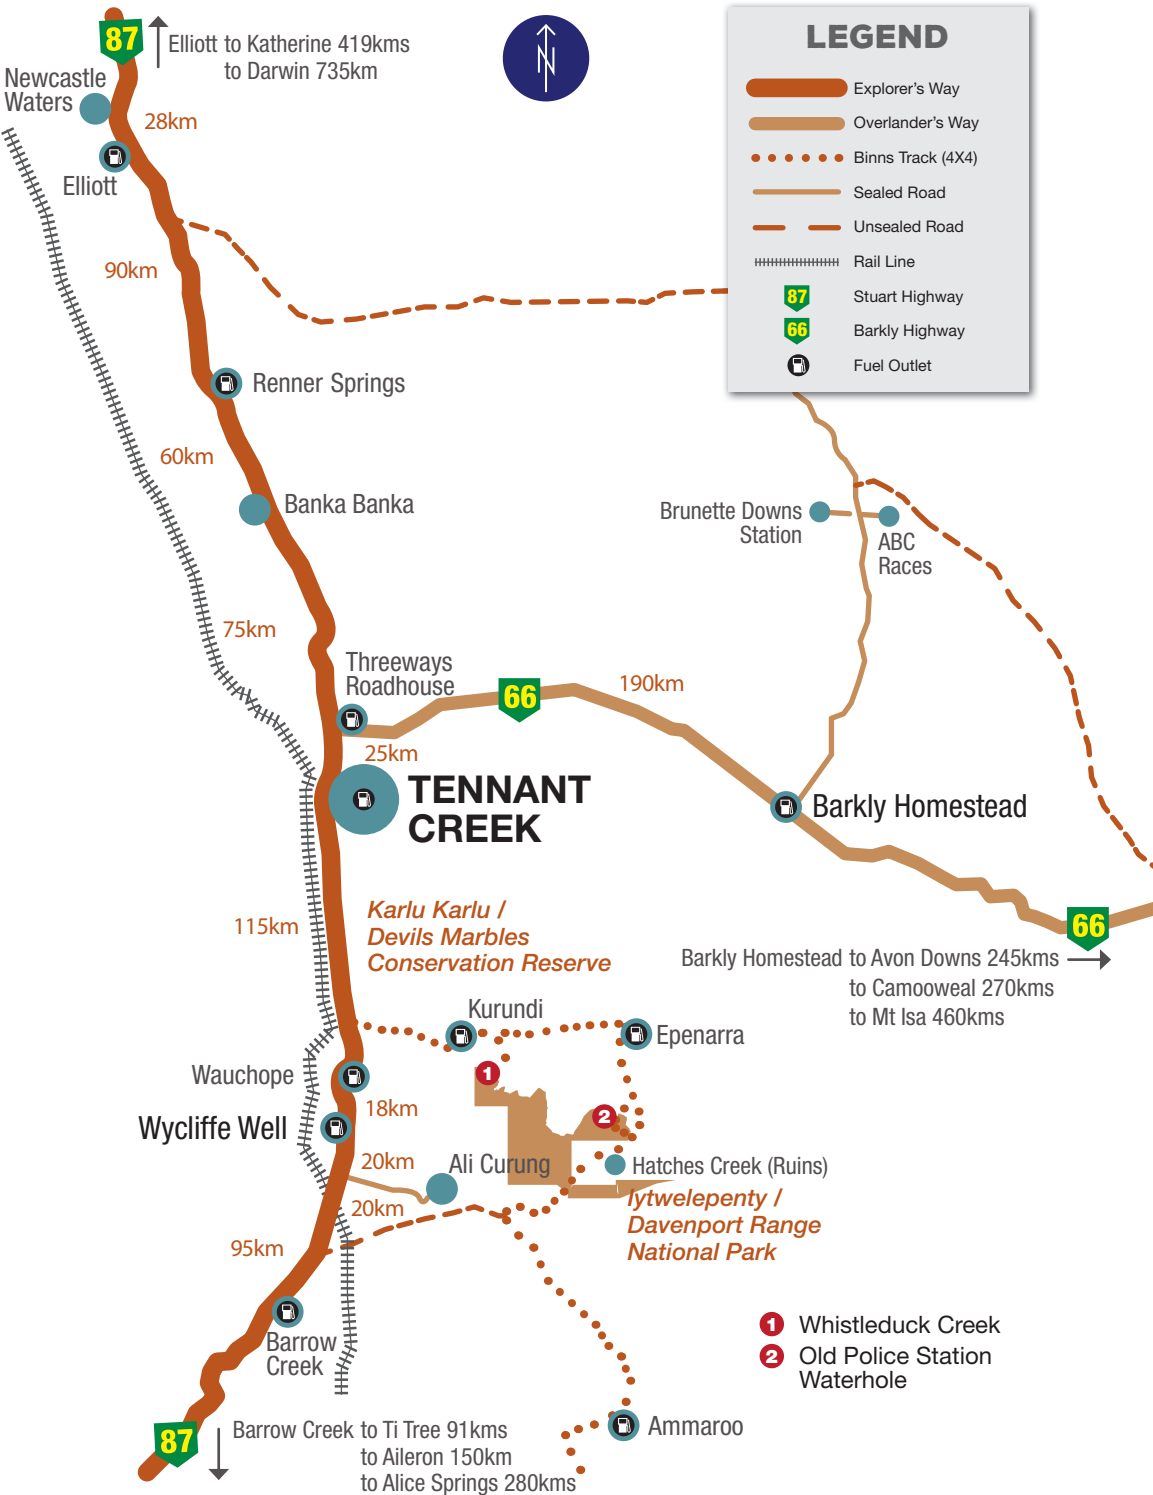 87
Elliott to Katherine 419kms
to Darwin 735km
N
LEGEND
Explorer's Way
Overlander's Way
Binns Track (4X4)
Sealed Road
Unsealed Road
Rail Line
87 Stuart Highway
66 Barkly Highway
Fuel Outlet
Newcastle
Waters
28km
Elliott
90km
Renner Springs
60km
Banka Banka
Brunette Downs
Station
ABC
Races
75km
Threeways
Roadhouse
66
190km
25km
TENNANT
CREEK
Barkly Homestead
115km
Karlu Karlu /
Devils Marbles
Conservation Reserve
66
Barkly Homestead to Avon Downs 245kms
to Camooweal 270kms
to Mt Isa 460kms
Kurundi
Epenarra
Wauchope
1
18km
2
Wycliffe Well
20km
Ali Curung
Hatches Creek (Ruins)
20km
Iytwelepenty /
Davenport Range
National Park
95km
Barrow
Creek
1 Whistleduck Creek
2 Old Police Station
Waterhole
87
Barrow Creek to Ti Tree 91kms
to Aileron 150km
to Alice Springs 280kms
Ammaroo